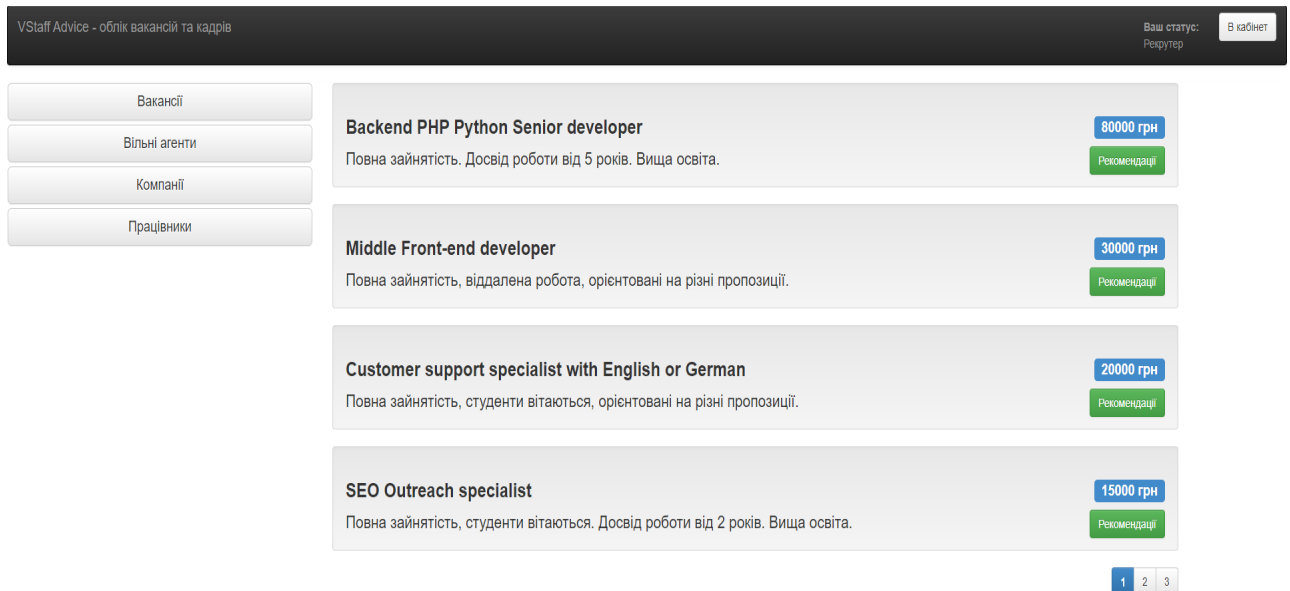 VStaff Advice - облік вакансій та кадрів
Ваш статус:
Рекрутер
В кабінет
Вакансії
Вільні агенти
Компанії
Працівники
Backend PHP Python Senior developer
80000 грн
Повна зайнятість. Досвід роботи від 5 років. Вища освіта.
Рекомендації
Middle Front-end developer
30000 грн
Повна зайнятість, віддалена робота, орієнтовані на різні пропозиції.
Рекомендації
Customer support specialist with English or German
20000 грн
Повна зайнятість, студенти вітаються, орієнтовані на різні пропозиції.
Рекомендації
SEO Outreach specialist
15000 грн
Повна зайнятість, студенти вітаються. Досвід роботи від 2 років. Вища освіта.
Рекомендації
1 2 3